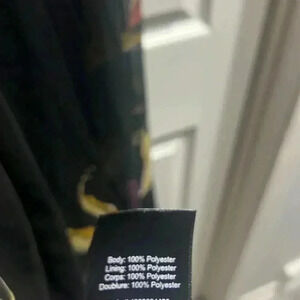 Body: 100% Polyester
Lining: 100% Polyester
Corps: 100% Polyester
Doublure: 100% Polyester